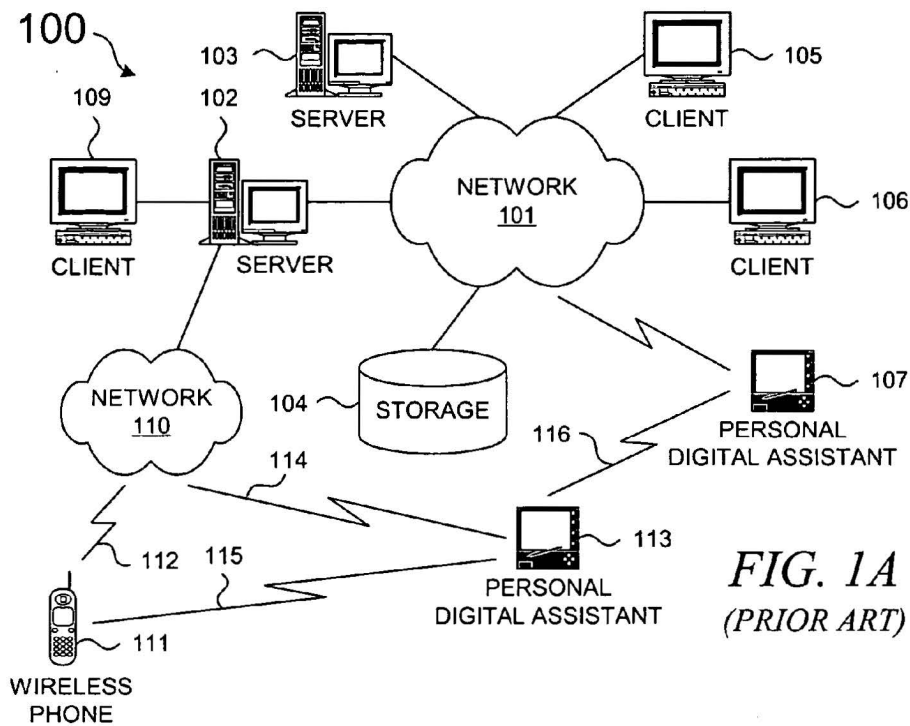 100
103
105
SERVER
CLIENT
109
102
NETWORK
101
106
CLIENT
SERVER
CLIENT
NETWORK
110
104
STORAGE
107
PERSONAL
DIGITAL ASSISTANT
116
114
113
112
115
PERSONAL
DIGITAL ASSISTANT
111
WIRELESS
PHONE
FIG. 1A
(PRIOR ART)